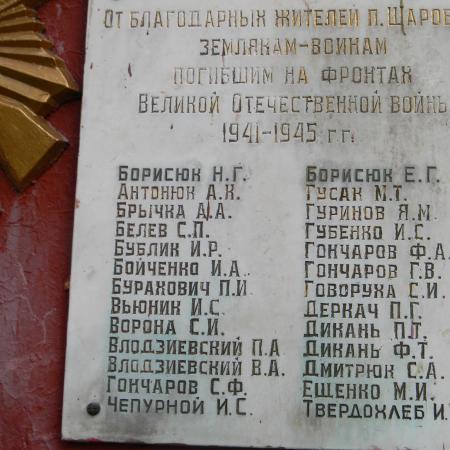 От благодарных жителей п. Шаров
землякам-воинам
погибшим на фронтах
Великой Отечественной войны
1941-1945 г.г.
Борисюк Н.Г.
Антонюк А.К.
Брычка А.А.
Белев С.П.
Бублик И.Р.
Бойченко И.А.
Бурахович П.И
Вьюник И.С.
Ворона С.И.
Влодзиевский П.А
Влодзиевский В.А.
Гончаров С.Ф.
Чепурной И.С.
Борисюк Е.Г.
Гусак М.Т.
Гуринов Я.М.
Губенко И.С.
Гончаров Ф.А.
Гончаров Г.В.
Говоруха С.И.
Деркач П.Г.
Дикань П.Т.
Дикань Ф.Т.
Дмитрюк С.А.
Ещенко М.И.
Твердохлеб И.